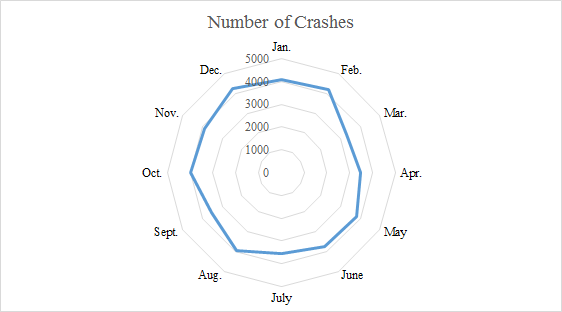 Number of Crashes
Jan.
Feb.
Mar.
Apr.
May
June
July
Aug.
Sept.
Oct.
Nov.
Dec.
5000
4000
3000
2000
1000
0